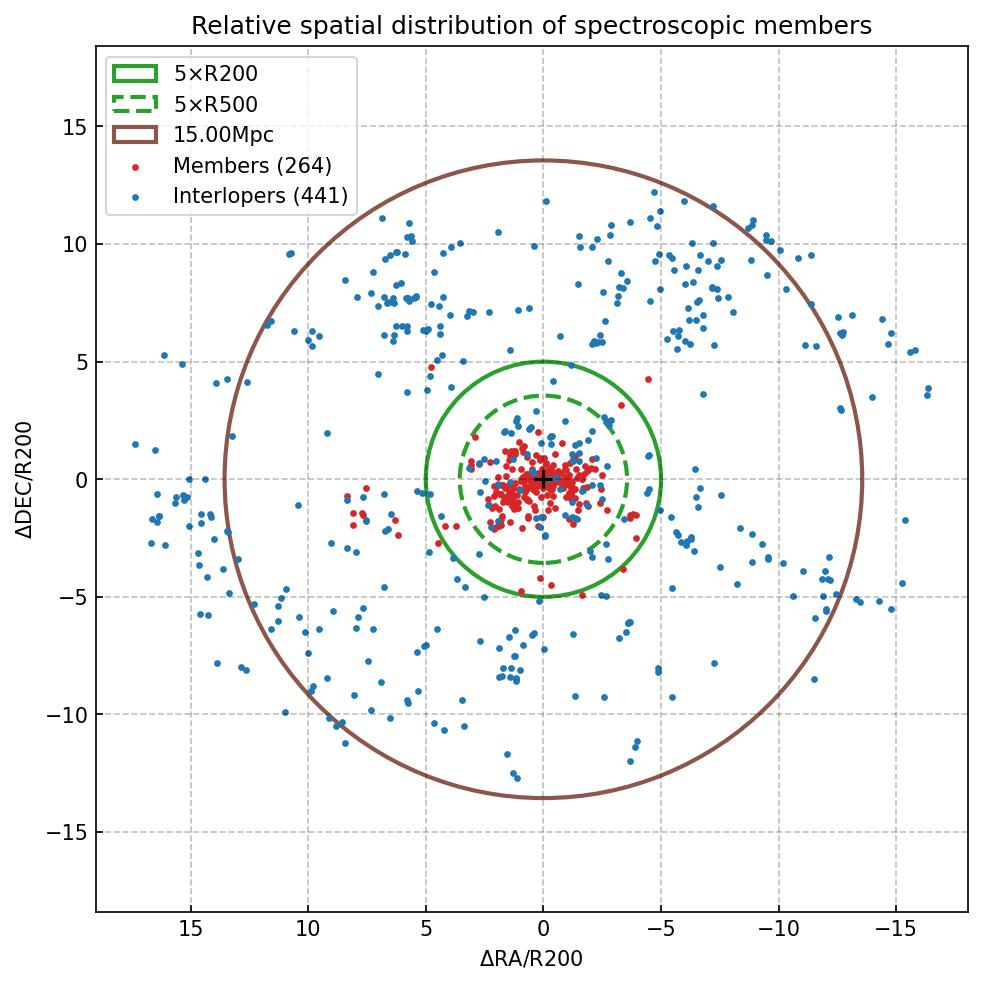 Relative spatial distribution of spectroscopic members
5×R200
5×R500
15.00Mpc
Members (264)
Interlopers (441)
15
10
5
0
−5
−10
−15
ΔDEC/R200
15 10 5 0 −5 −10 −15
ΔRA/R200